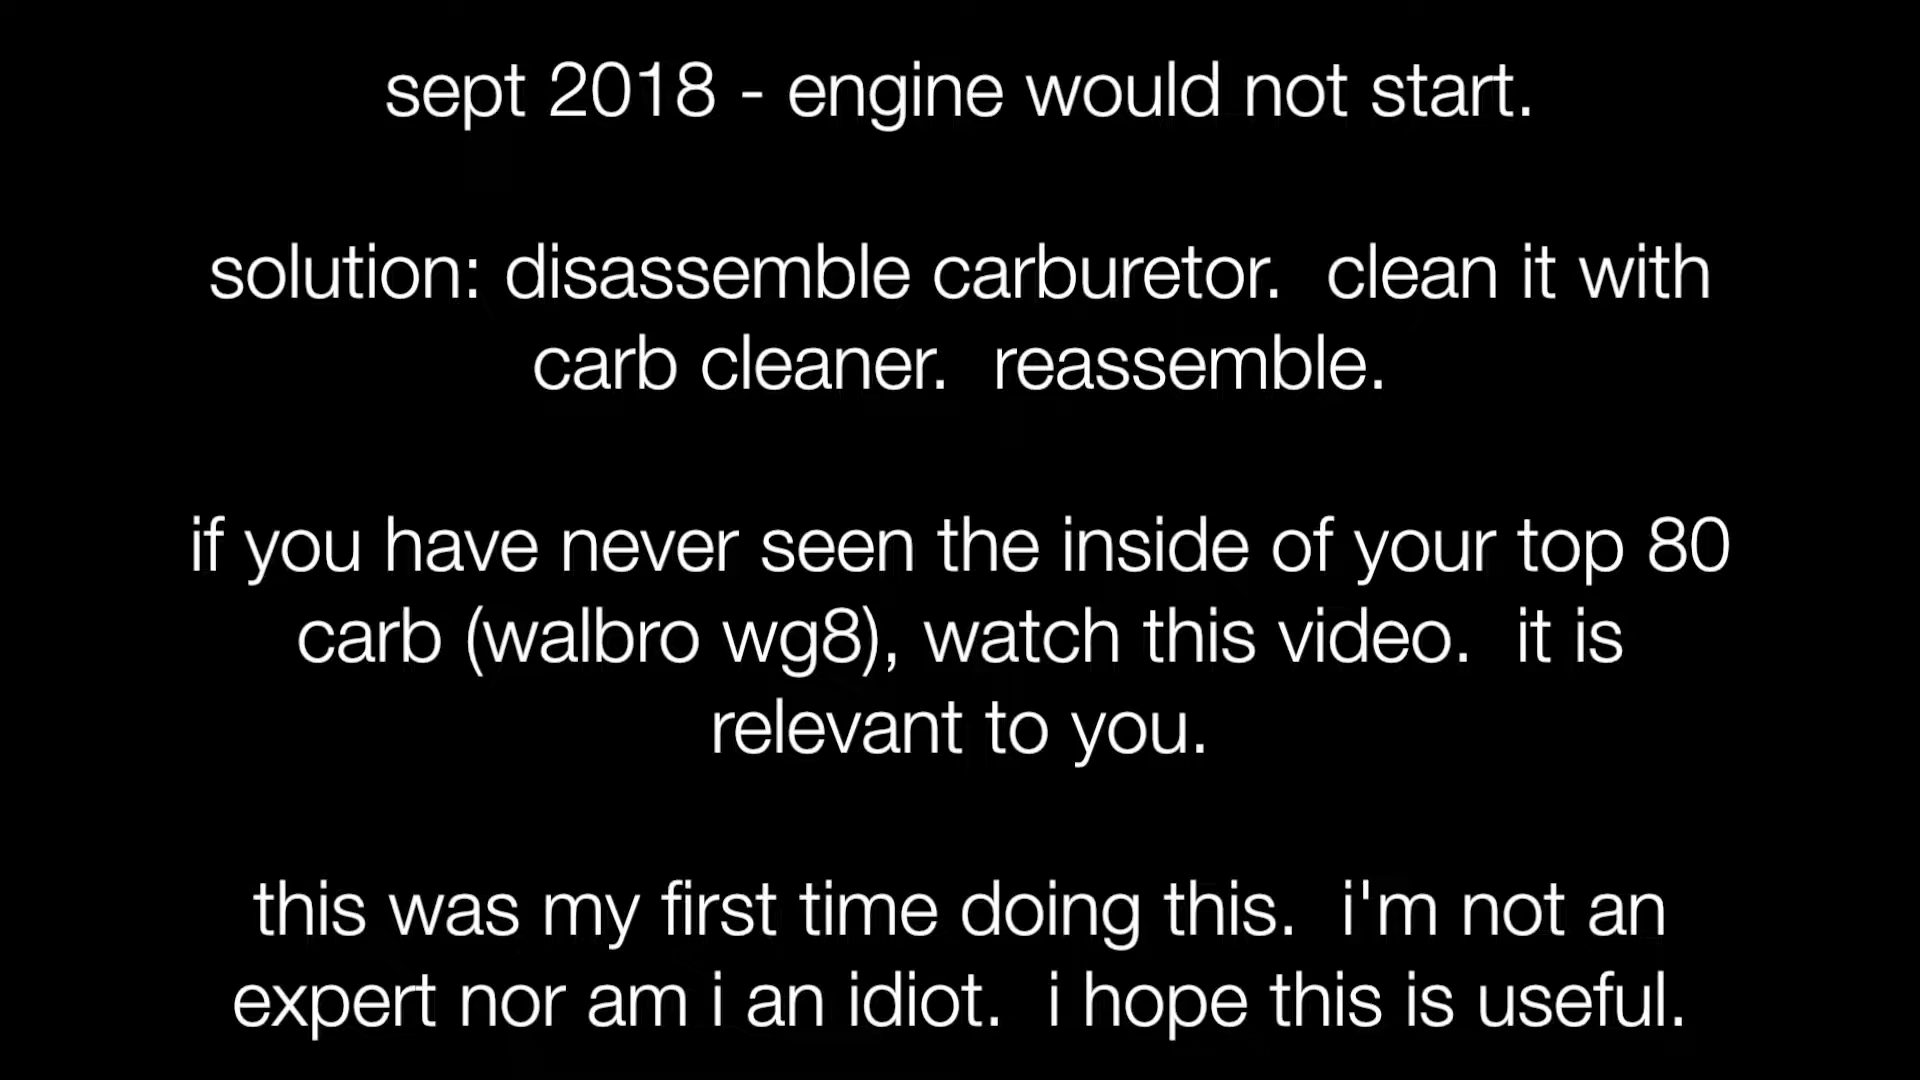 sept 2018 - engine would not start.
solution: disassemble carburetor.  clean it with
carb cleaner.  reassemble.
if you have never seen the inside of your top 80
carb (walbro wg8), watch this video.  it is
relevant to you.
this was my first time doing this.  i'm not an
expert nor am i an idiot.  i hope this is useful.